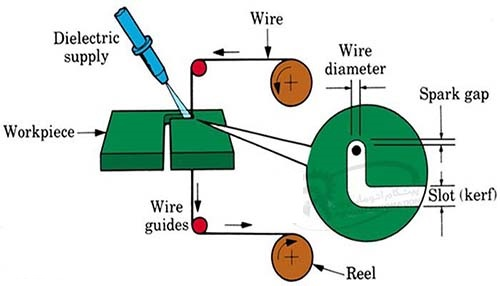 Wire
Dielectric
supply
Wire
diameter
Spark gap
Workpiece
Slot (kerf)
Wire
guides
Reel